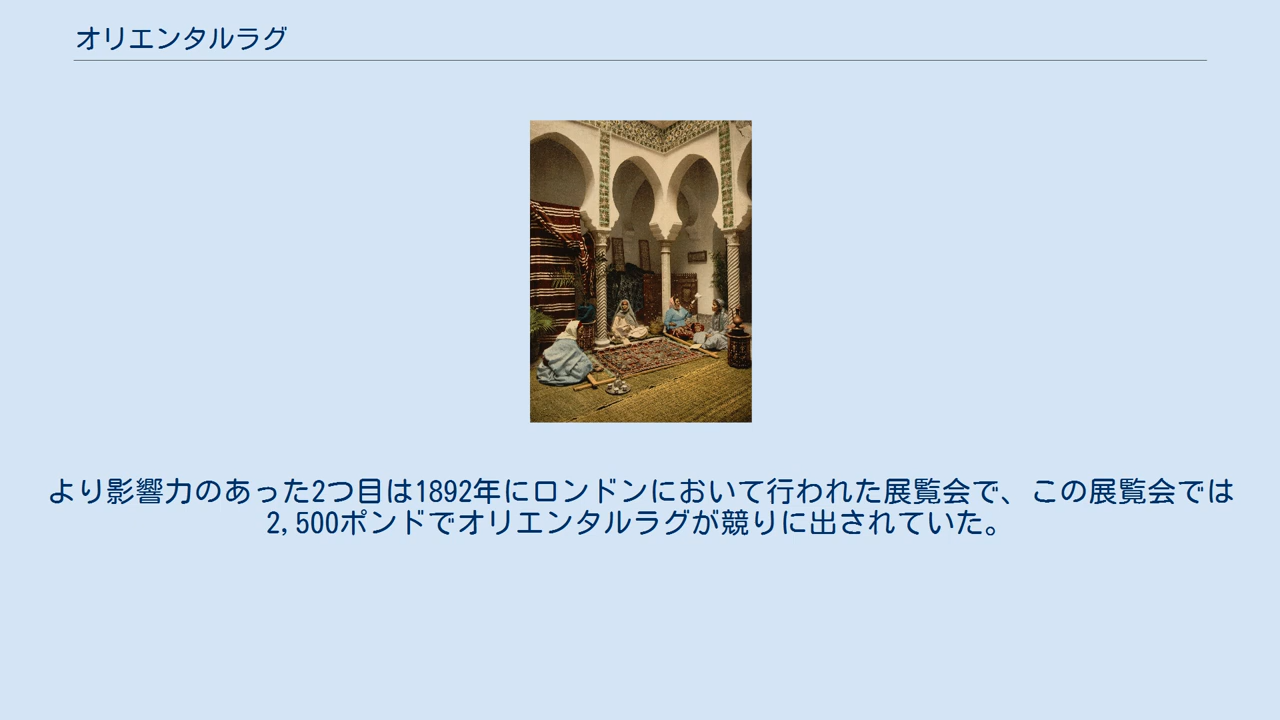 オリエンタルラグ
より影響力のあった2つ目は1892年にロンドンにおいて行われた展覧会で、この展覧会では
2,500ポンドでオリエンタルラグが競りに出されていた。